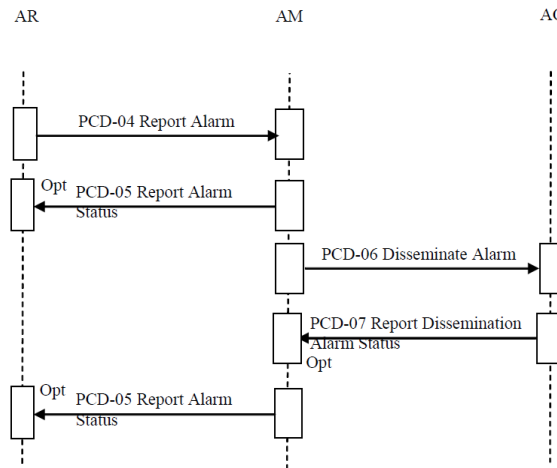 AR AM AC
PCD-04 Report Alarm
Opt
PCD-05 Report Alarm
Status
PCD-06 Disseminate Alarm
PCD-07 Report Dissemination
Alarm Status
Opt
Opt
PCD-05 Report Alarm
Status